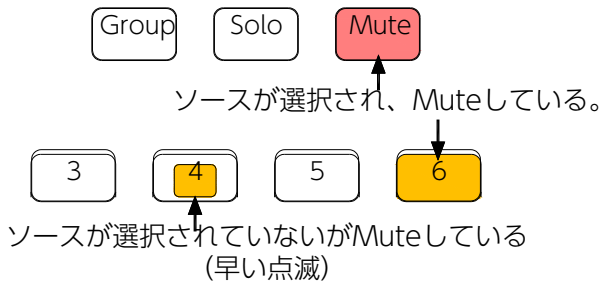 Group Solo Mute
ソースが選択され、Muteしている。
3 4 5 6
ソースが選択されていないがMuteしている
（早い点滅）